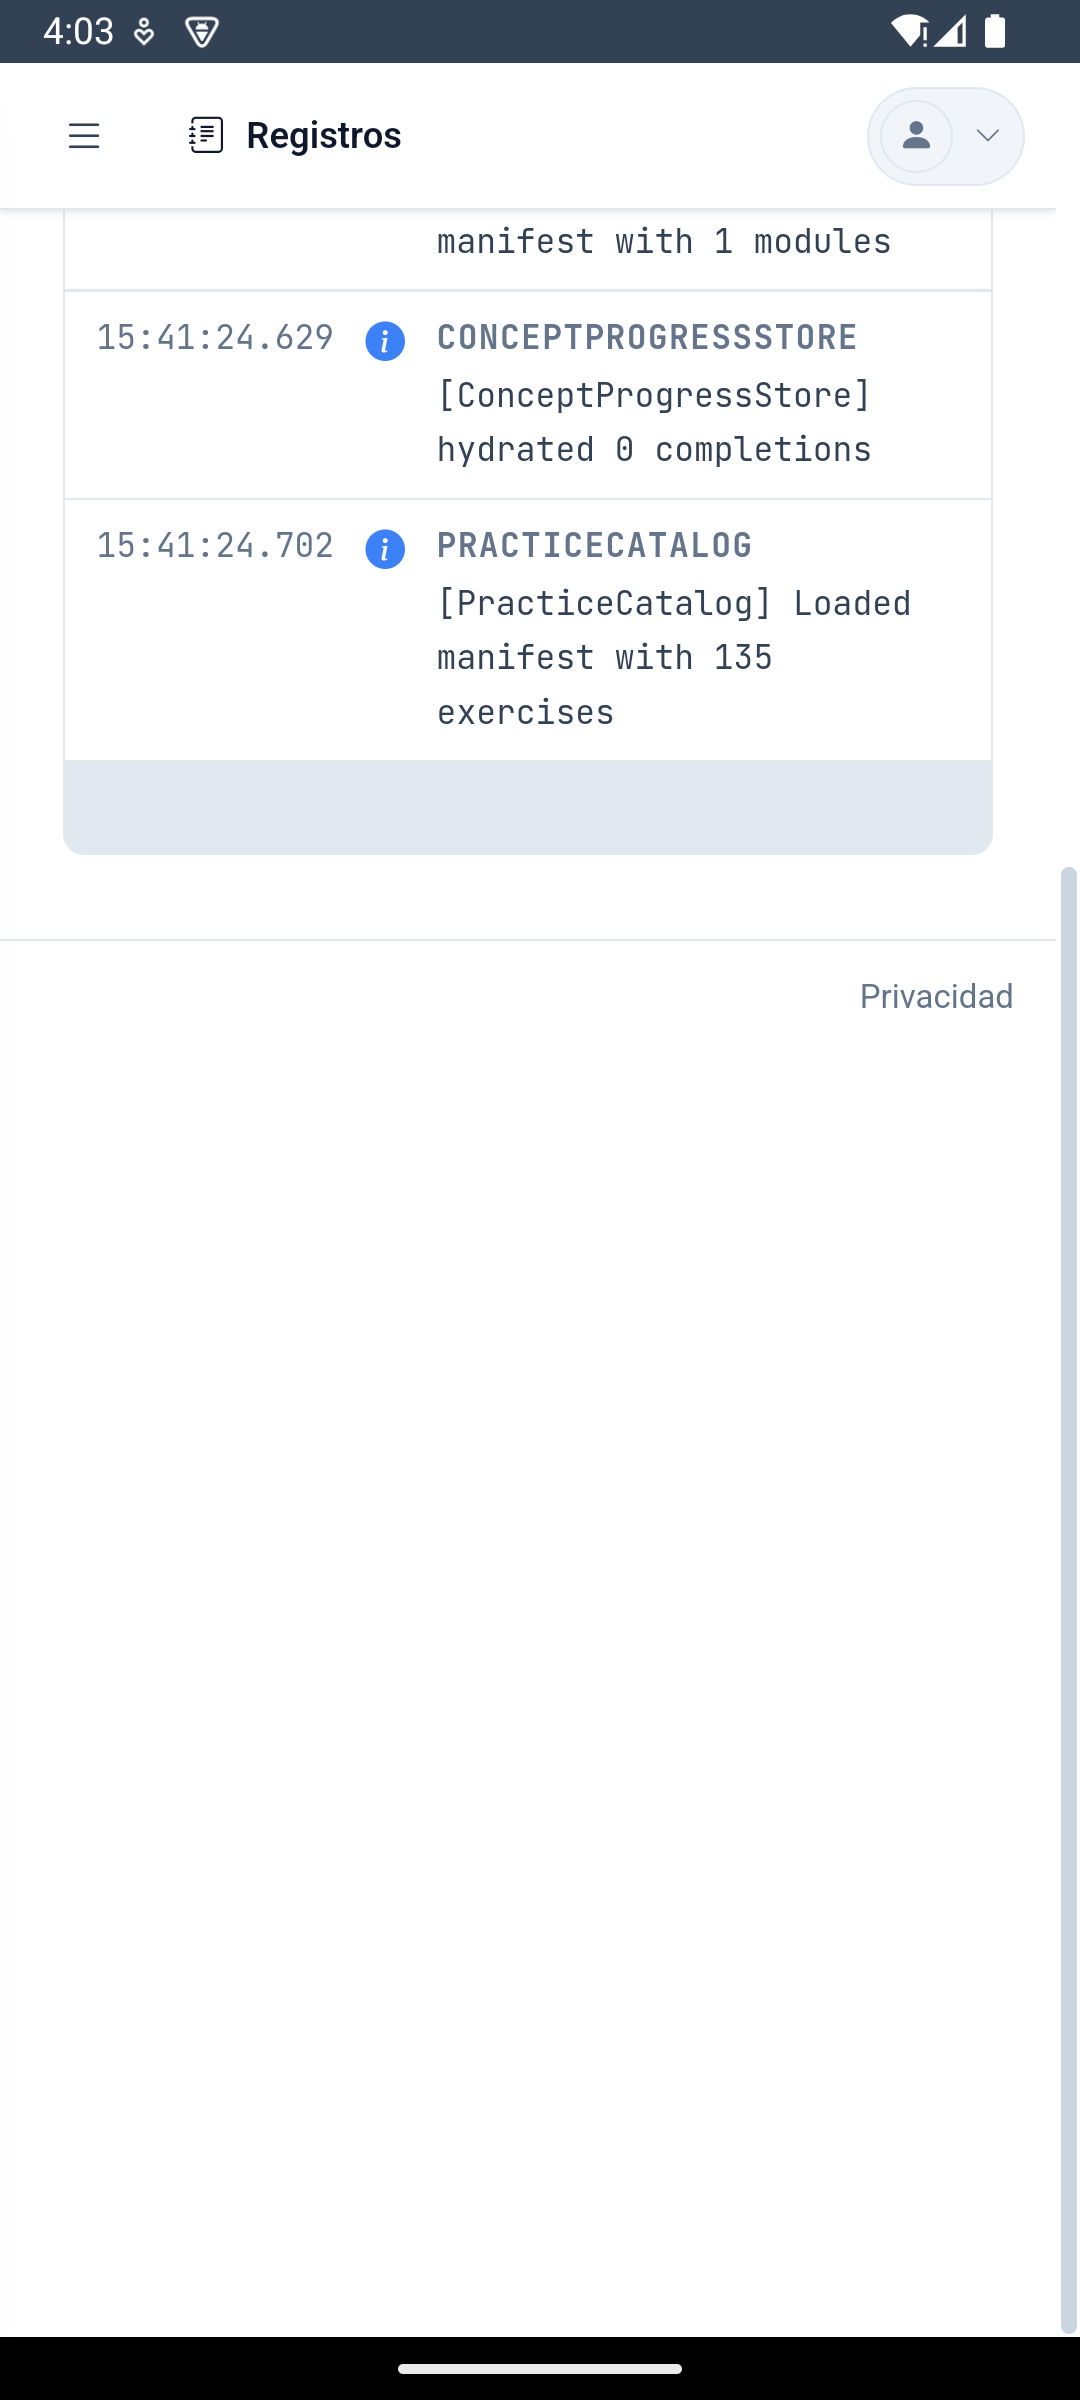 4:03
Registros
manifest with 1 modules
15:41:24.629 CONCEPTPROGRESSSTORE
[ConceptProgressStore]
hydrated 0 completions
15:41:24.702 PRACTICECATALOG
[PracticeCatalog] Loaded
manifest with 135
exercises
Privacidad